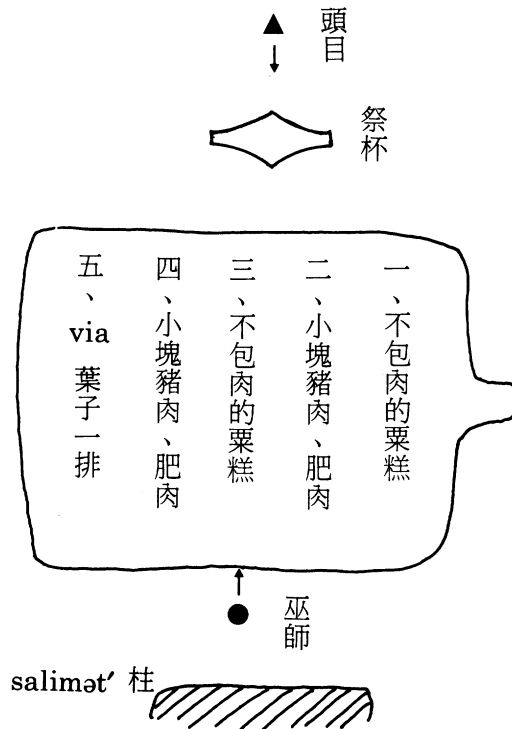 頭目
祭杯
一、不包肉的粟糕
二、小塊豬肉、肥肉
三、不包肉的粟糕
四、小塊豬肉、肥肉
五、via 葉子一排
巫師
salimət′ 柱